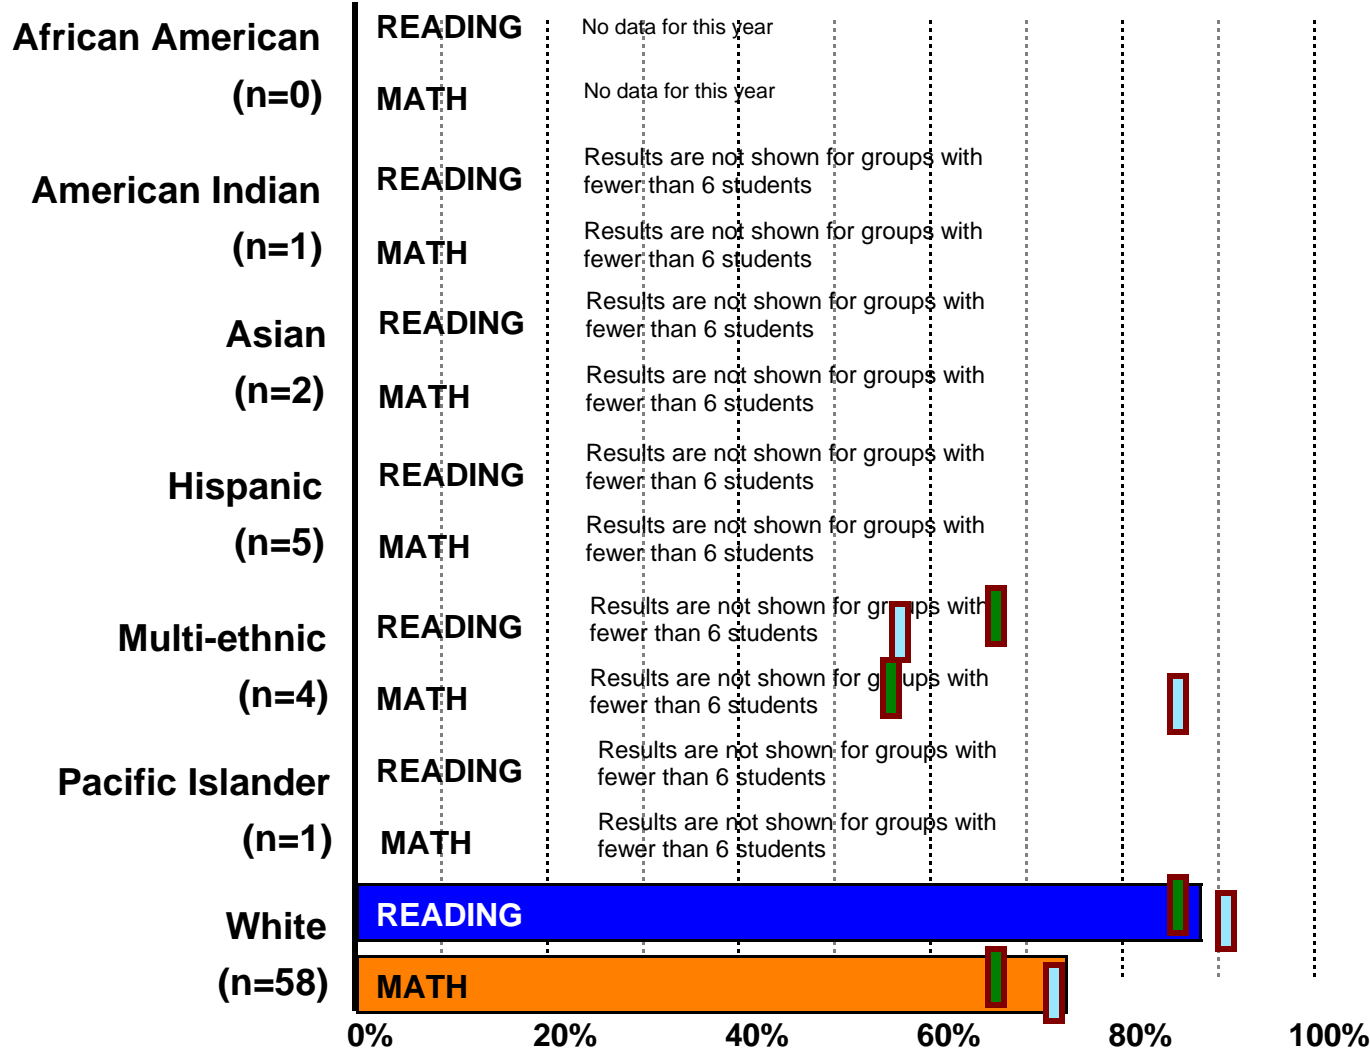 African American
(n=0)
READING
No data for this year
MATH
No data for this year
American Indian
(n=1)
READING
Results are not shown for groups with
fewer than 6 students
MATH
Results are not shown for groups with
fewer than 6 students
Asian
(n=2)
READING
Results are not shown for groups with
fewer than 6 students
MATH
Results are not shown for groups with
fewer than 6 students
Hispanic
(n=5)
READING
Results are not shown for groups with
fewer than 6 students
MATH
Results are not shown for groups with
fewer than 6 students
Multi-ethnic
(n=4)
READING
Results are not shown for groups with
fewer than 6 students
MATH
Results are not shown for groups with
fewer than 6 students
Pacific Islander
(n=1)
READING
Results are not shown for groups with
fewer than 6 students
MATH
Results are not shown for groups with
fewer than 6 students
White
(n=58)
READING
MATH
0% 20% 40% 60% 80% 100%